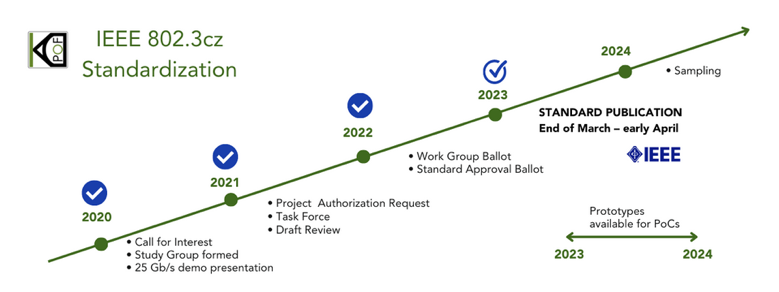 KD
POF
IEEE 802.3cz
Standardization
2020
• Call for Interest
• Study Group formed
• 25 Gb/s demo presentation
2021
• Project Authorization Request
• Task Force
• Draft Review
2022
• Work Group Ballot
• Standard Approval Ballot
2023
STANDARD PUBLICATION
End of March – early April
IEEE
2024
• Sampling
Prototypes
available for PoCs
2023
2024